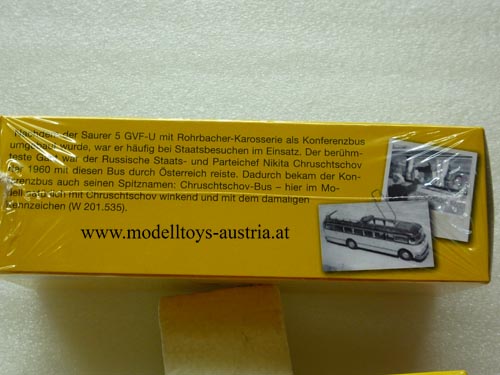 Nachdem der Saurer 5 GVF-U mit Rohrbacher-Karosserie als Konferenzbus
umgebaut wurde, war er häufig bei Staatsbesuchen im Einsatz. Der berühm-
teste Gast war der Russische Staats- und Parteichef Nikita Chruschtschov
der 1960 mit diesen Bus durch Österreich reiste. Dadurch bekam der Kon-
ferenzbus auch seinen Spitznamen: Chruschtschov-Bus – hier im Mo-
dell natürlich mit Chruschtschov winkend und mit dem damaligen
Kennzeichen (W 201.535).
www.modelltoys-austria.at